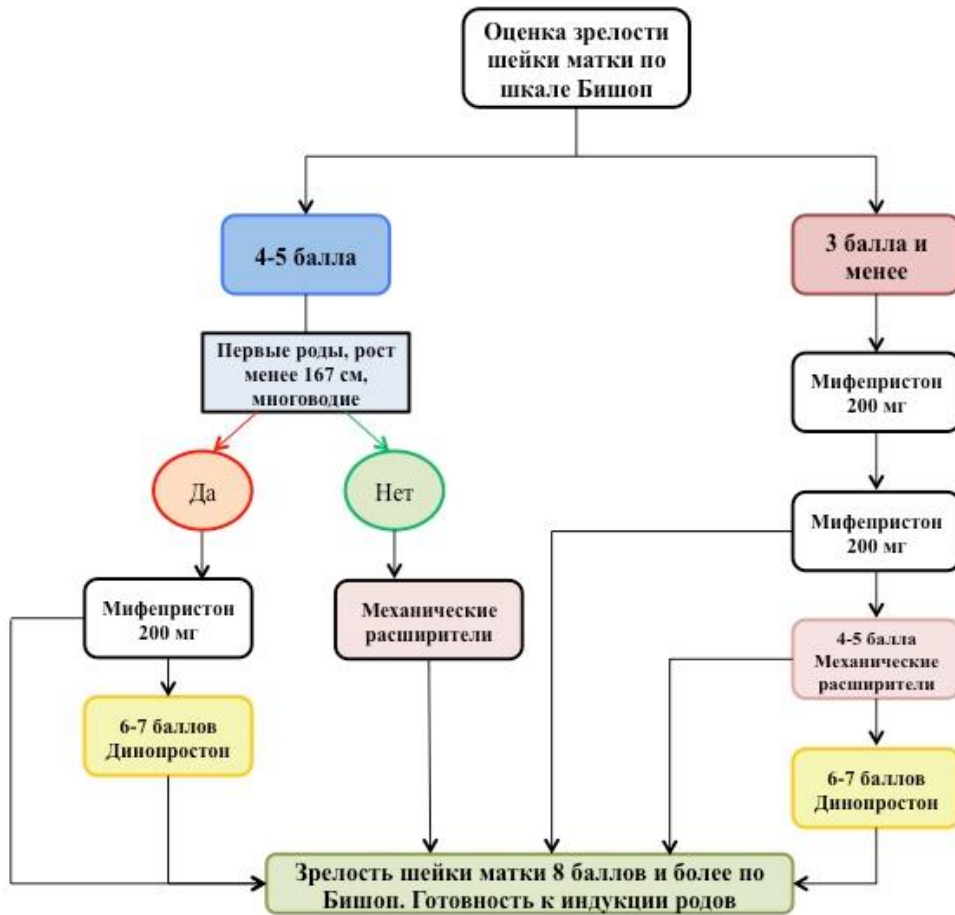 Оценка зрелости
шейки матки по
шкале Бишоп
4-5 балла
3 балла и
менее
Первые роды, рост
менее 167 см,
многоводие
Мифепристон
200 мг
Да
Нет
Мифепристон
200 мг
Мифепристон
200 мг
Механические
расширители
4-5 балла
Механические
расширители
6-7 баллов
Динопростон
6-7 баллов
Динопростон
Зрелость шейки матки 8 баллов и более по
Бишоп. Готовность к индукции родов